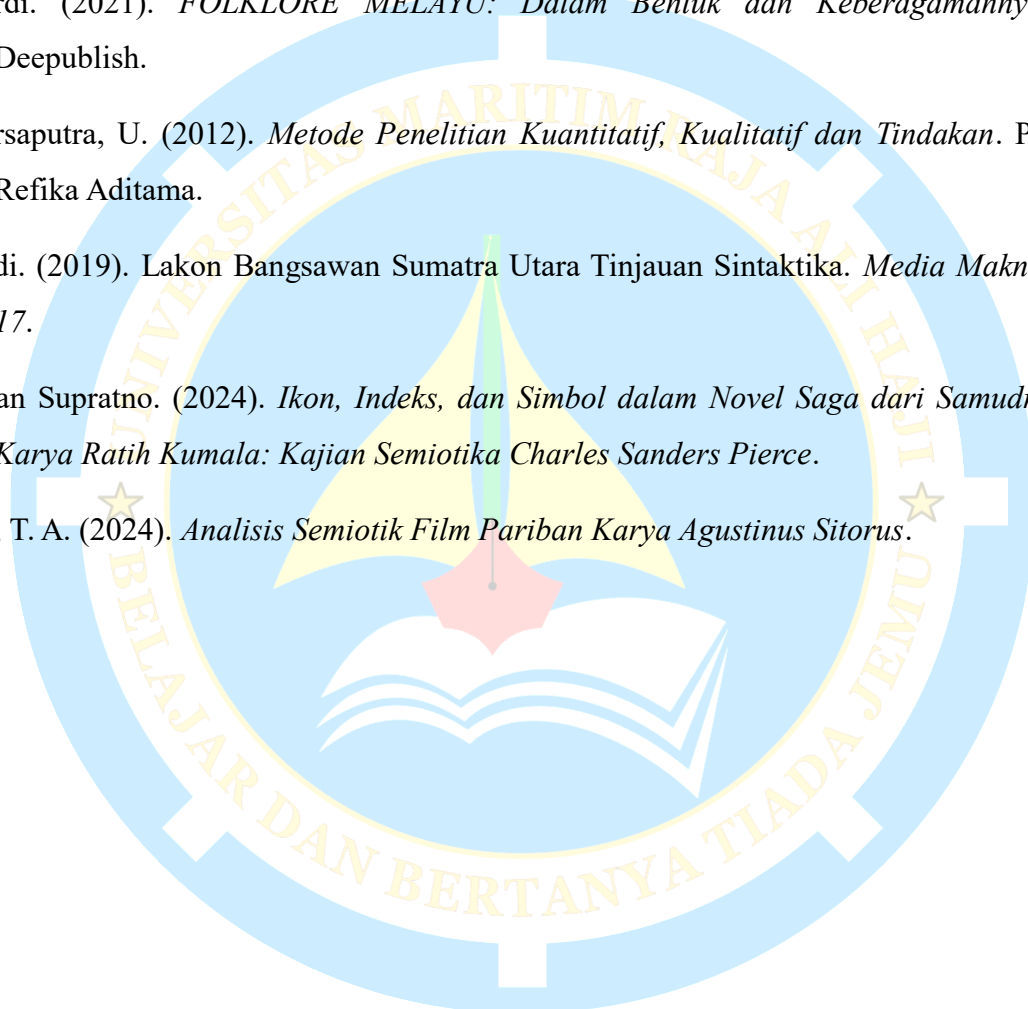 rdi. (2021). FOLKLORE MELAYU: Dalam Bentuk dan Keberagamanny
Deepublish.
rsaputra, U. (2012). Metode Penelitian Kuantitatif, Kualitatif dan Tindakan. P
Refika Aditama.
di. (2019). Lakon Bangsawan Sumatra Utara Tinjauan Sintaktika. Media Makn
17.
an Supratno. (2024). Ikon, Indeks, dan Simbol dalam Novel Saga dari Samudr
Karya Ratih Kumala: Kajian Semiotika Charles Sanders Pierce.
T. A. (2024). Analisis Semiotik Film Pariban Karya Agustinus Sitorus.
UNIVERSITAS MARITIM RAJA ALI HAJI
BELAJAR DAN BERTANYA TIADA JEMU